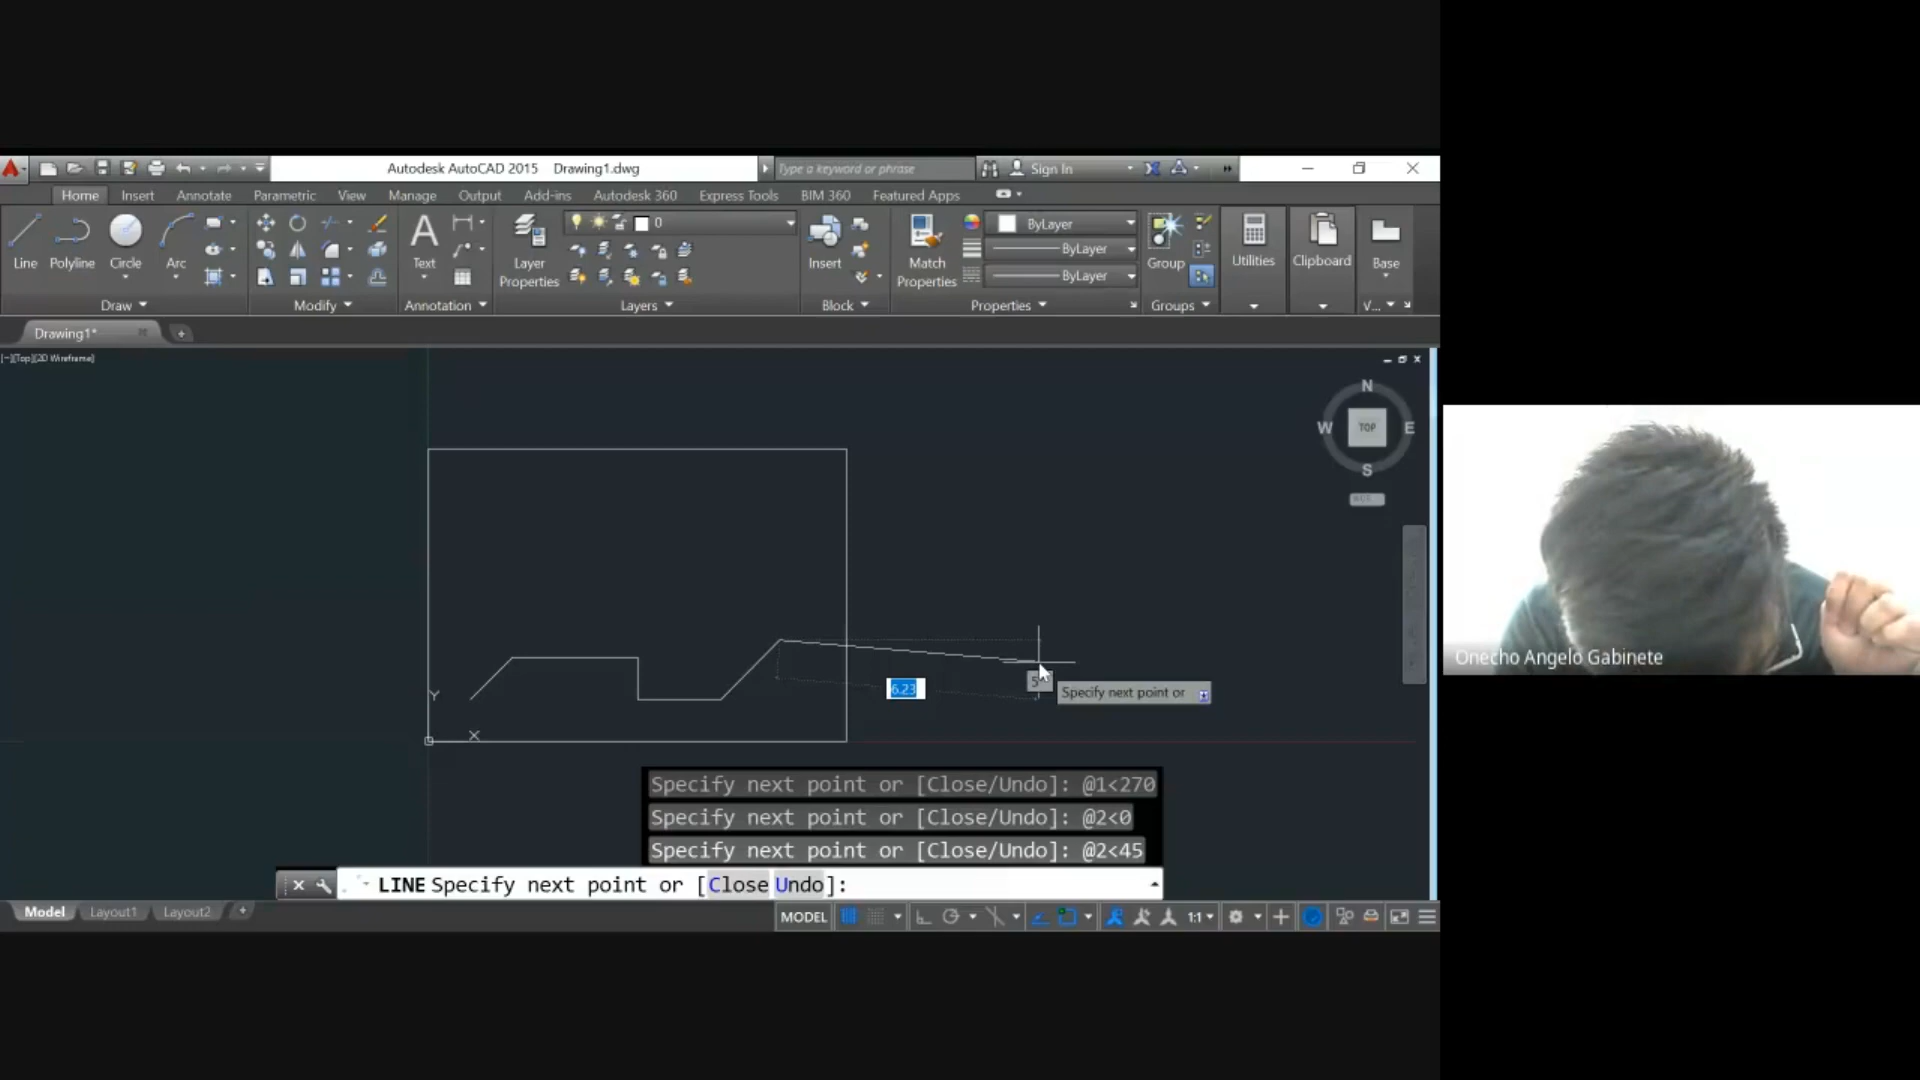 Autodesk AutoCAD 2015 Drawing1.dwg
Type a keyword or phrase
Sign In
Home Insert Annotate Parametric View Manage Output Add-ins Autodesk 360 Express Tools BIM 360 Featured Apps
0
ByLayer
ByLayer
ByLayer
Line Polyline Circle Arc
Text
Layer Properties
Insert
Match Properties
Group
Utilities
Clipboard
Base
Draw Modify Annotation Layers Block Properties Groups V...
Drawing1*
[−][Top][2D Wireframe]
N
W TOP E
S
Y
X
6.23
Specify next point or
Onecho Angelo Gabinete
Specify next point or [Close/Undo]: @1<270
Specify next point or [Close/Undo]: @2<0
Specify next point or [Close/Undo]: @2<45
LINE Specify next point or [Close Undo]:
Model Layout1 Layout2
MODEL 1:1